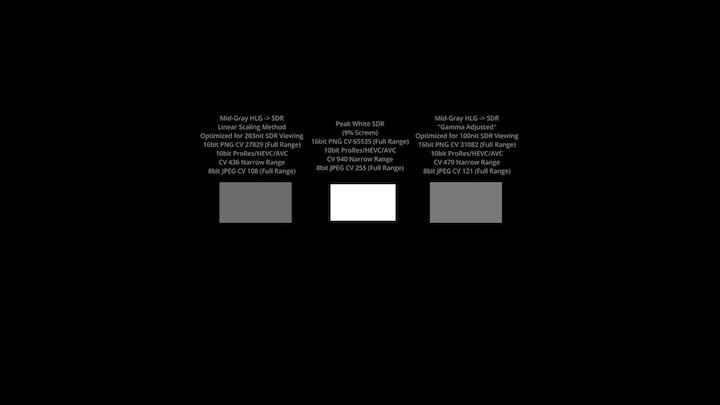 Mid-Gray HLG -> SDR
Linear Scaling Method
Optimized for 203nit SDR Viewing
16bit PNG CV 27829 (Full Range)
10bit ProRes/HEVC/AVC
CV 436 Narrow Range
8bit JPEG CV 108 (Full Range)
Peak White SDR
(9% Screen)
16bit PNG CV 65535 (Full Range)
10bit ProRes/HEVC/AVC
CV 940 Narrow Range
8bit JPEG CV 255 (Full Range)
Mid-Gray HLG -> SDR
"Gamma Adjusted"
Optimized for 100nit SDR Viewing
16bit PNG CV 31082 (Full Range)
10bit ProRes/HEVC/AVC
CV 479 Narrow Range
8bit JPEG CV 121 (Full Range)